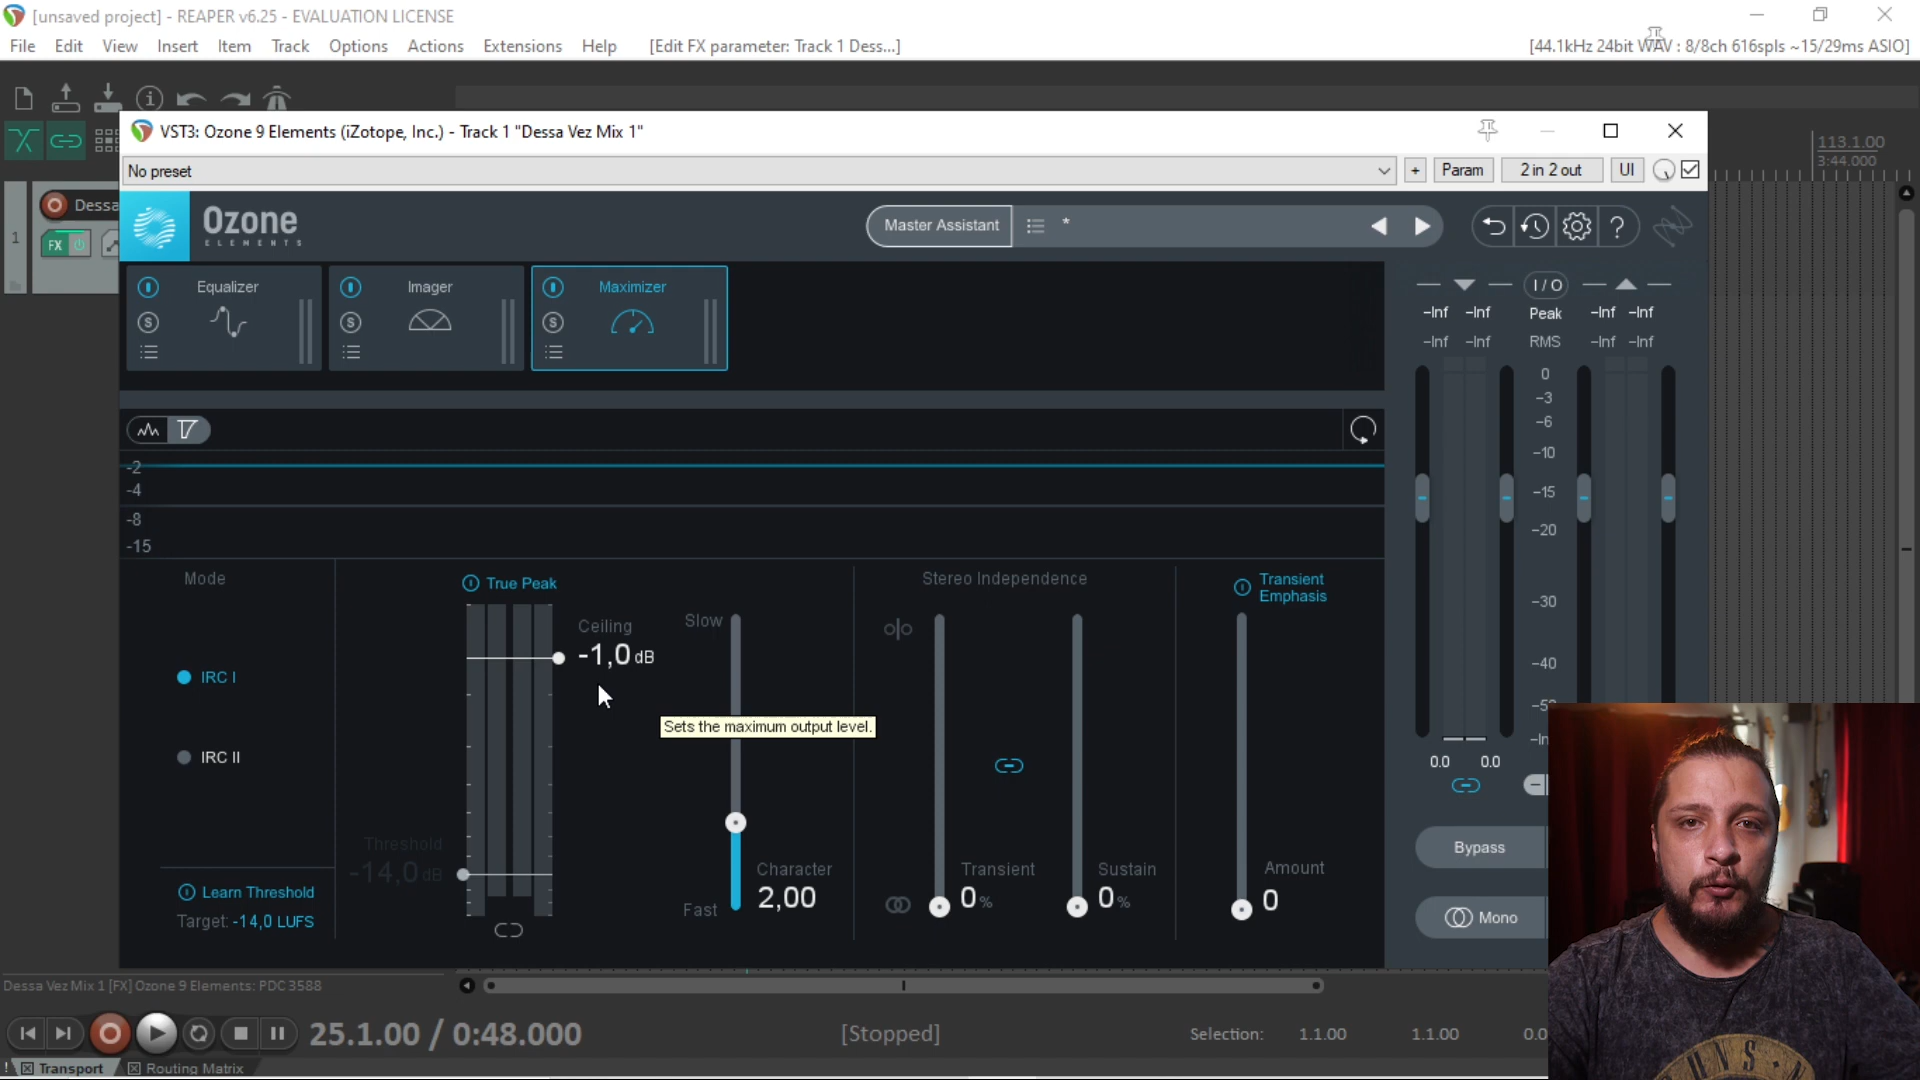 [unsaved project] - REAPER v6.25 - EVALUATION LICENSE
File Edit View Insert Item Track Options Actions Extensions Help [Edit FX parameter: Track 1 Dess...] [44.1kHz 24bit WAV : 8/8ch 616spls ~15/29ms ASIO]
VST3: Ozone 9 Elements (iZotope, Inc.) - Track 1 "Dessa Vez Mix 1"
113.1.00
3:44.000
No preset + Param 2 in 2 out UI
Dessa
1
FX
Ozone
ELEMENTS
Master Assistant * ?
Equalizer Imager Maximizer
S S S
I / O
-Inf -Inf Peak -Inf -Inf
-Inf -Inf RMS -Inf -Inf
0
-3
-6
-10
-15
-20
-30
-40
-2
-4
-8
-15
Mode
True Peak
Stereo Independence
Transient
Emphasis
Ceiling
-1,0 dB
Slow
IRC I
Sets the maximum output level.
IRC II
0.0 0.0
Threshold
-14,0 dB
Character
2,00
Fast
Transient
0 %
Sustain
0 %
Amount
0
Learn Threshold
Target: -14,0 LUFS
Bypass
Mono
Dessa Vez Mix 1 [FX] Ozone 9 Elements: PDC 3588
25.1.00 / 0:48.000
[Stopped]
Selection: 1.1.00 1.1.00
! Transport Routing Matrix